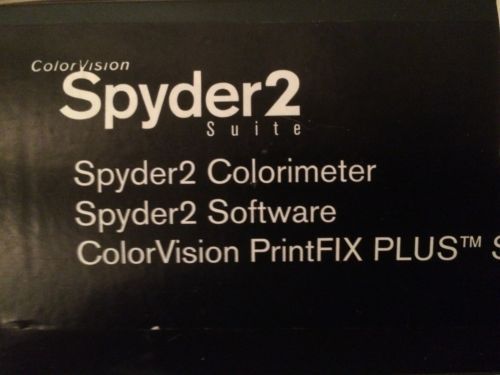 ColorVision
Spyder2
Suite
Spyder2 Colorimeter
Spyder2 Software
ColorVision PrintFIX PLUS™